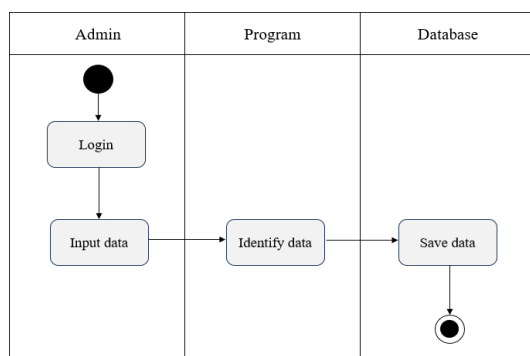 Admin
Program
Database
Login
Input data
Identify data
Save data